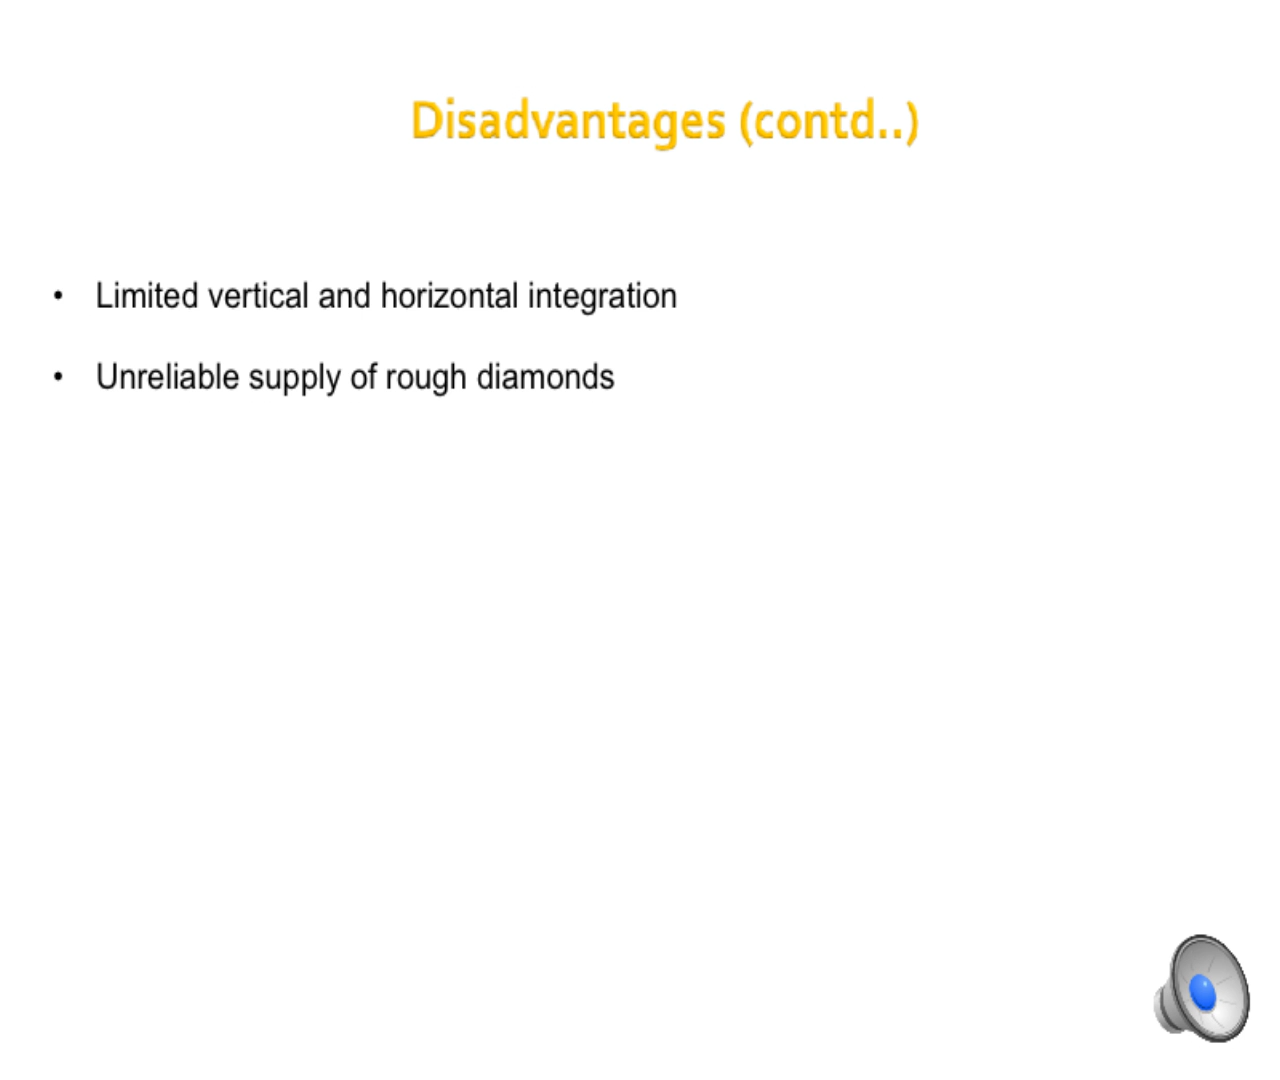 Disadvantages (contd..)
• Limited vertical and horizontal integration
• Unreliable supply of rough diamonds